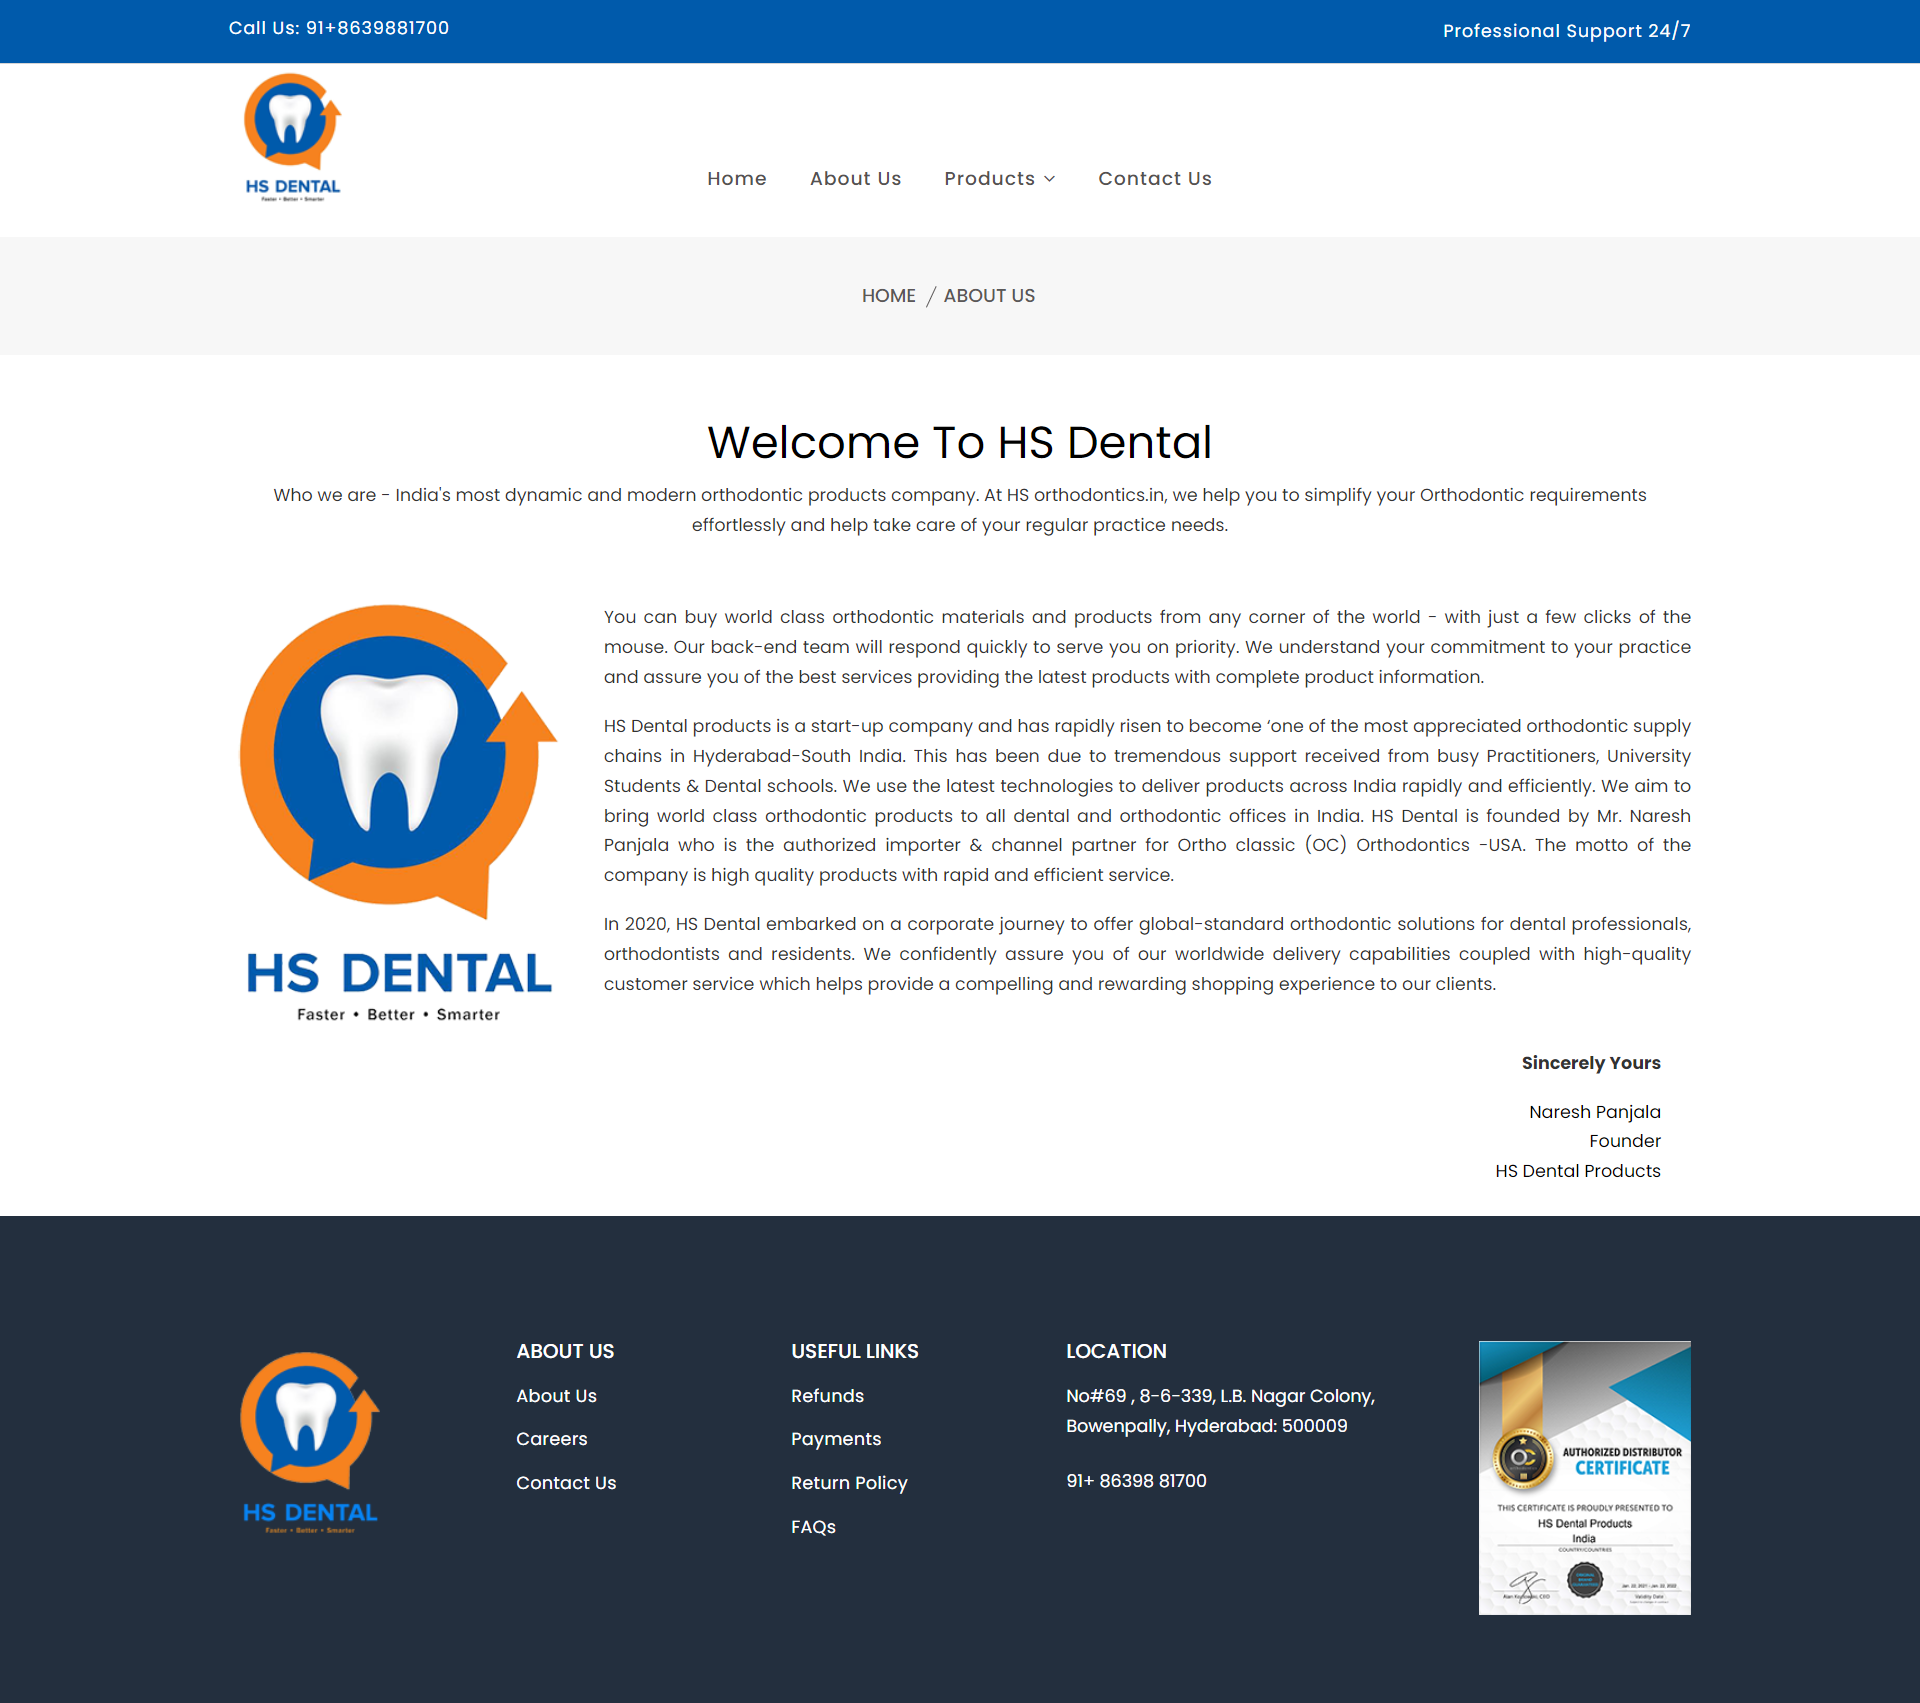 Call Us: 91+8639881700
Professional Support 24/7
HS DENTAL
Faster • Better • Smarter
Home
About Us
Products
Contact Us
HOME / ABOUT US
Welcome To HS Dental
Who we are - India's most dynamic and modern orthodontic products company. At HS orthodontics.in, we help you to simplify your Orthodontic requirements
effortlessly and help take care of your regular practice needs.
HS DENTAL
Faster • Better • Smarter
You can buy world class orthodontic materials and products from any corner of the world - with just a few clicks of the
mouse. Our back-end team will respond quickly to serve you on priority. We understand your commitment to your practice
and assure you of the best services providing the latest products with complete product information.
HS Dental products is a start-up company and has rapidly risen to become ‘one of the most appreciated orthodontic supply
chains in Hyderabad-South India. This has been due to tremendous support received from busy Practitioners, University
Students & Dental schools. We use the latest technologies to deliver products across India rapidly and efficiently. We aim to
bring world class orthodontic products to all dental and orthodontic offices in India. HS Dental is founded by Mr. Naresh
Panjala who is the authorized importer & channel partner for Ortho classic (OC) Orthodontics -USA. The motto of the
company is high quality products with rapid and efficient service.
In 2020, HS Dental embarked on a corporate journey to offer global-standard orthodontic solutions for dental professionals,
orthodontists and residents. We confidently assure you of our worldwide delivery capabilities coupled with high-quality
customer service which helps provide a compelling and rewarding shopping experience to our clients.
Sincerely Yours
Naresh Panjala
Founder
HS Dental Products
HS DENTAL
Faster • Better • Smarter
ABOUT US
About Us
Careers
Contact Us
USEFUL LINKS
Refunds
Payments
Return Policy
FAQs
LOCATION
No#69 , 8-6-339, L.B. Nagar Colony,
Bowenpally, Hyderabad: 500009
91+ 86398 81700
OC
AUTHORIZED DISTRIBUTOR
CERTIFICATE
THIS CERTIFICATE IS PROUDLY PRESENTED TO
HS Dental Products
India
COUNTRY/COUNTRIES
Jan. 22, 2021 - Jan. 22, 2022
Validity Date